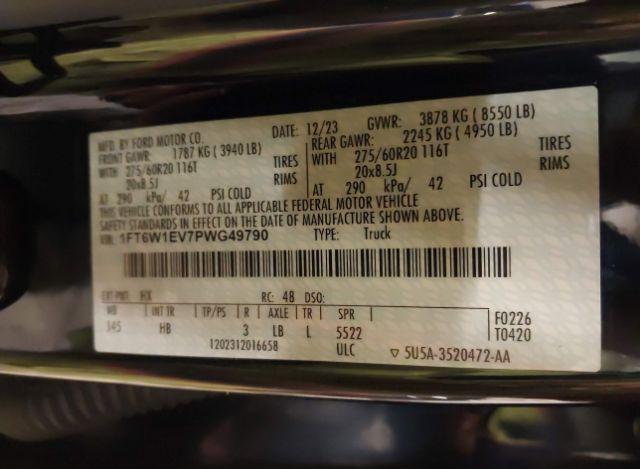 MFD. BY FORD MOTOR CO. DATE: 12/23 GVWR: 3878 KG ( 8550 LB)
FRONT GAWR: 1787 KG ( 3940 LB) REAR GAWR: 2245 KG ( 4950 LB)
WITH 275/60R20 116T TIRES WITH 275/60R20 116T TIRES
20x8.5J RIMS 20x8.5J RIMS
AT 290 kPa/ 42 PSI COLD AT 290 kPa/ 42 PSI COLD
THIS VEHICLE CONFORMS TO ALL APPLICABLE FEDERAL MOTOR VEHICLE
SAFETY STANDARDS IN EFFECT ON THE DATE OF MANUFACTURE SHOWN ABOVE.
VIN: 1FT6W1EV7PWG49790 TYPE: Truck
EXT PNT: HX RC: 48 DSO:
WB INT TR TP/PS R AXLE TR SPR F0226
145 HB 3 LB L 5522 T0420
1202312016658 ULC ▽ 5U5A-3520472-AA